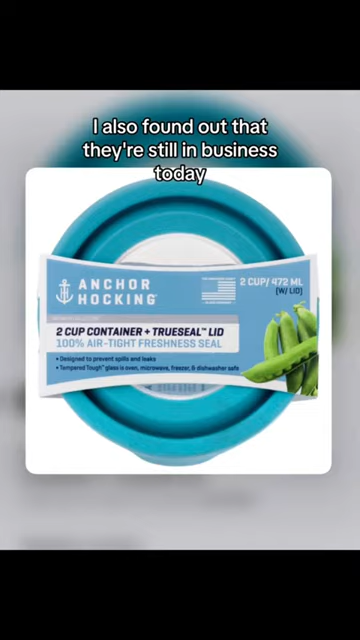 I also found out that
they're still in business
today
ANCHOR
HOCKING
2 CUP/ 472 ML
[W/ LID]
2 CUP CONTAINER + TRUESEAL™ LID
100% AIR-TIGHT FRESHNESS SEAL
• Designed to prevent spills and leaks
• Tempered Tough™ glass is oven, microwave, freezer, & dishwasher safe